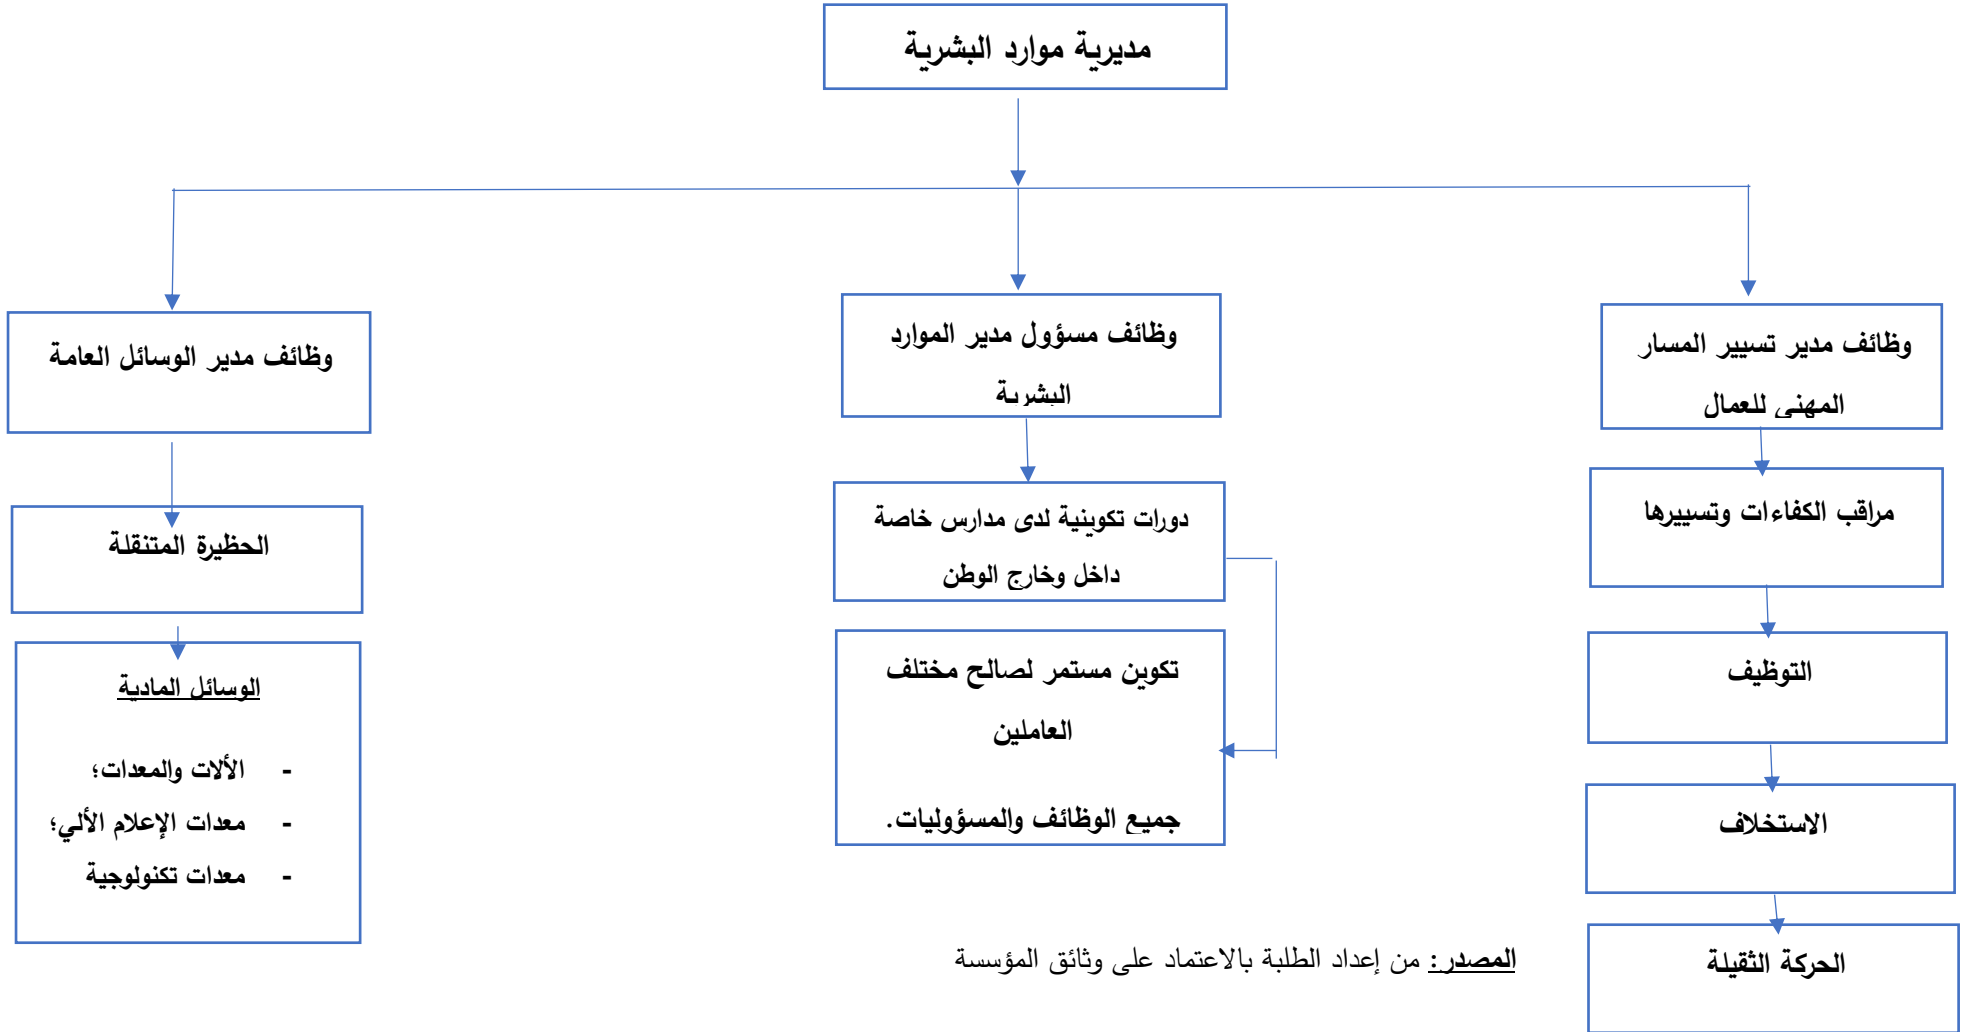 مديرية موارد البشرية
وظائف مدير تسيير المسار
المهني للعمال
مراقب الكفاءات وتسييرها
التوظيف
الاستخلاف
الحركة الثقيلة
وظائف مسؤول مدير الموارد
البشرية
دورات تكوينية لدى مدارس خاصة
داخل وخارج الوطن
تكوين مستمر لصالح مختلف
العاملين
جميع الوظائف والمسؤوليات.
وظائف مدير الوسائل العامة
الحظيرة المتنقلة
الوسائل المادية
- الألات والمعدات؛
- معدات الإعلام الألي؛
- معدات تكنولوجية
المصدر: من إعداد الطلبة بالاعتماد على وثائق المؤسسة